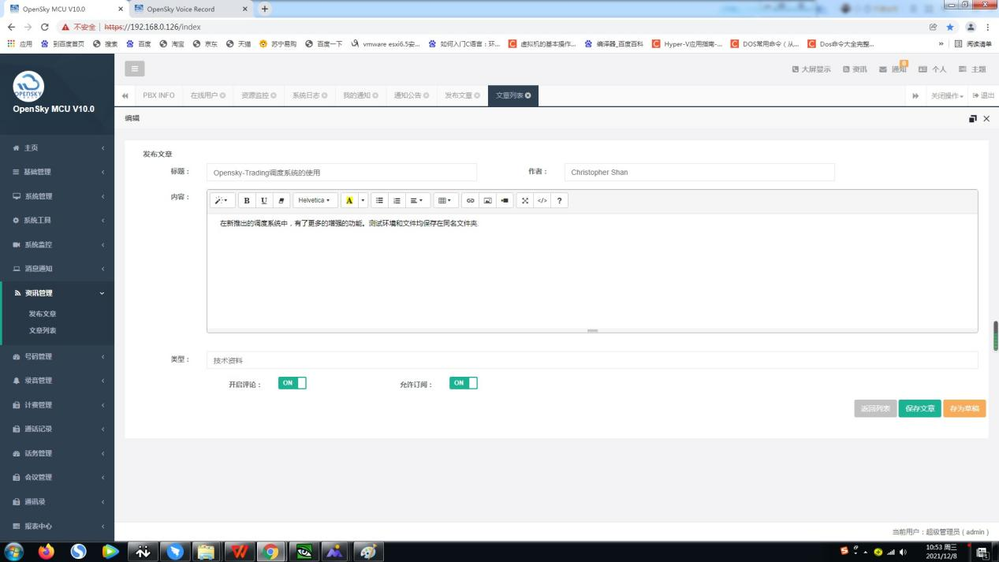 OpenSky MCU V10.0
OpenSky Voice Record
不安全 https://192.168.0.126/index
应用 到百度首页 搜索 百度 淘宝 京东 天猫 苏宁易购 百度一下 vmware esxi6.5安... 如何入门C语言：环... 虚拟机的基本操作... 编译器_百度百科 Hyper-V应用指南-... DOS常用命令（从... Dos命令大全完整... » 阅读清单
OPENSKY
OpenSky MCU V10.0
大屏显示 资讯 通知 0 个人 主题
PBX INFO 在线用户 资源监控 系统日志 我的通知 通知公告 发布文章 文章列表 关闭操作 退出
编辑
主页
基础管理
系统管理
系统工具
系统监控
消息通知
资讯管理
发布文章
文章列表
号码管理
录音管理
计费管理
通话记录
话务管理
会议管理
通讯录
报表中心
发布文章
标题： Opensky-Trading调度系统的使用 作者： Christopher Shan
内容：
B U Helvetica A </> ?
在新推出的调度系统中，有了更多的增强的功能。测试环境和文件均保存在同名文件夹
类型： 技术资料
开启评论： ON 允许订阅： ON
返回列表 保存文章 存为草稿
当前用户：超级管理员（admin）
10:53 周三
2021/12/8